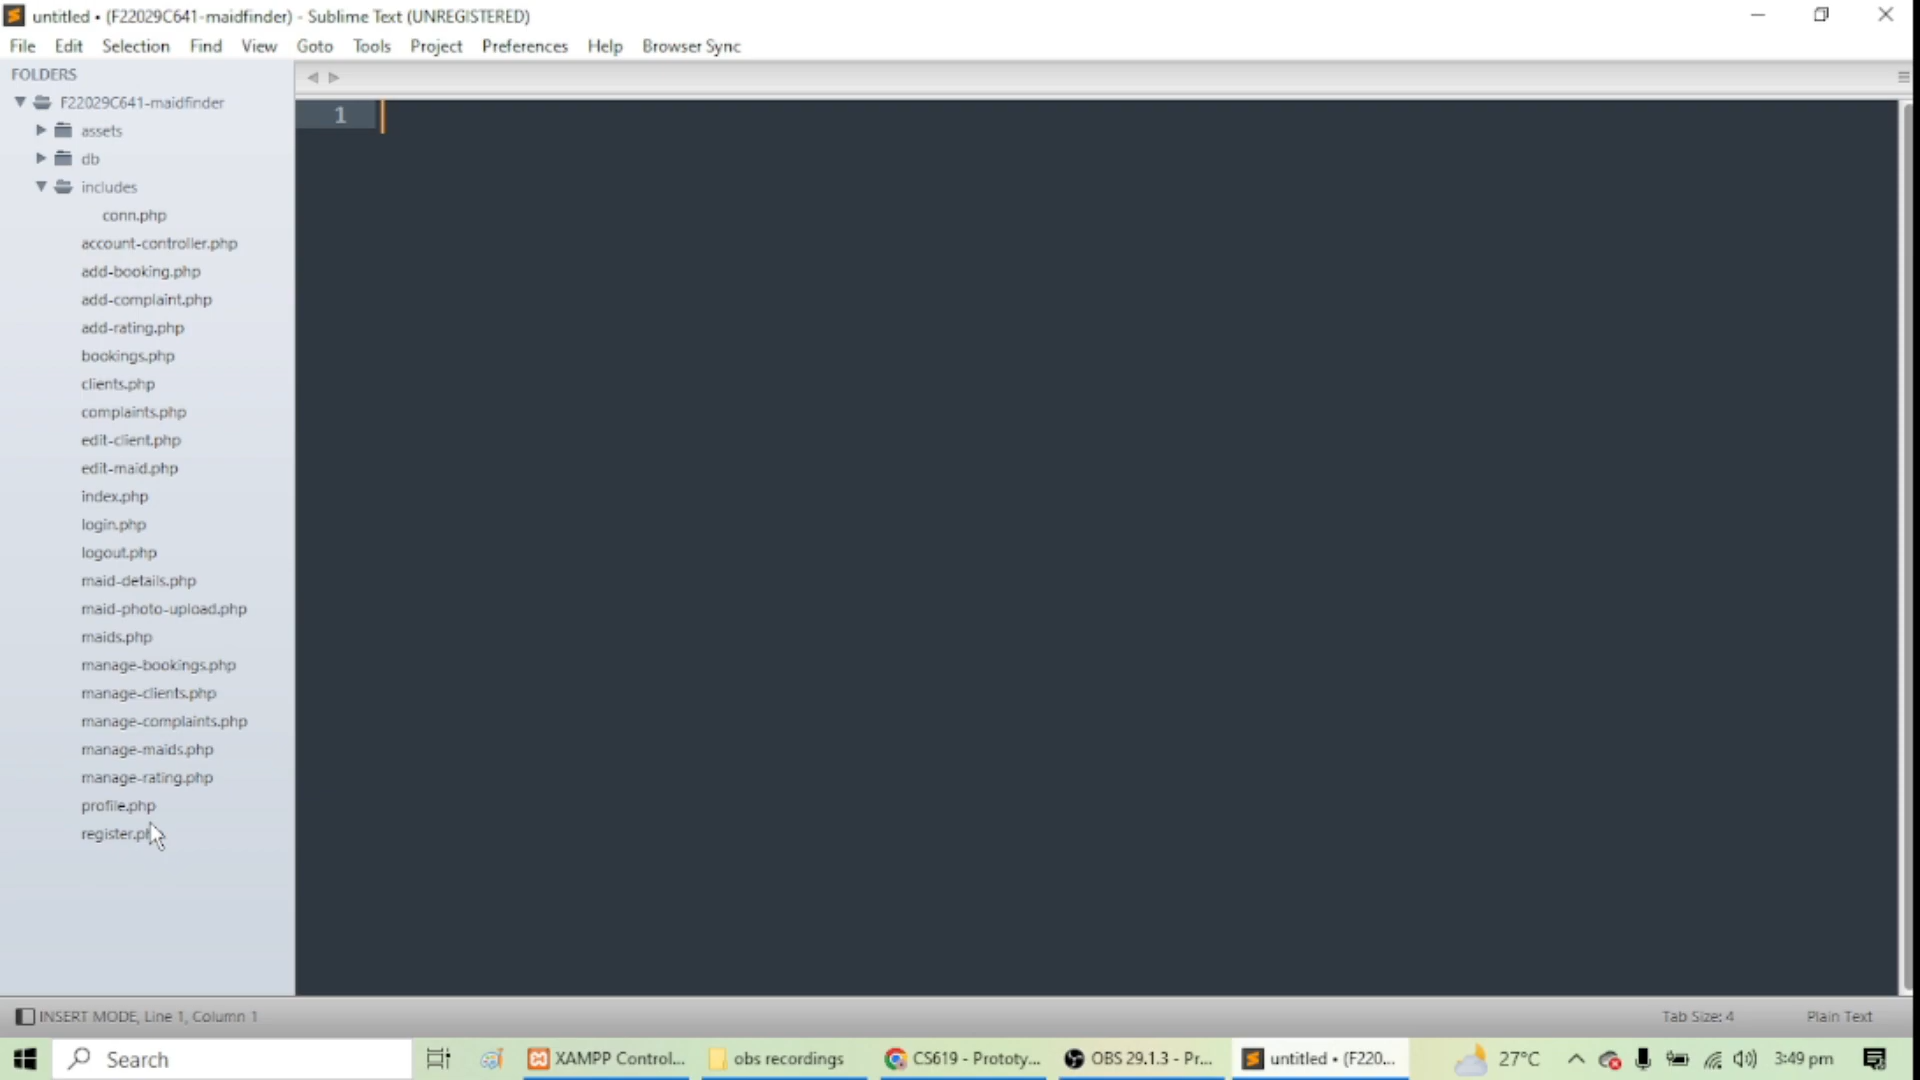 untitled • (F22029C641-maidfinder) - Sublime Text (UNREGISTERED)
File Edit Selection Find View Goto Tools Project Preferences Help Browser Sync
FOLDERS
F22029C641-maidfinder
assets
db
includes
conn.php
account-controller.php
add-booking.php
add-complaint.php
add-rating.php
bookings.php
clients.php
complaints.php
edit-client.php
edit-maid.php
index.php
login.php
logout.php
maid-details.php
maid-photo-upload.php
maids.php
manage-bookings.php
manage-clients.php
manage-complaints.php
manage-maids.php
manage-rating.php
profile.php
register.ph
1
INSERT MODE, Line 1, Column 1 Tab Size: 4 Plain Text
Search XAMPP Control... obs recordings CS619 - Prototy... OBS 29.1.3 - Pr... untitled • (F220... 27°C 3:49 pm